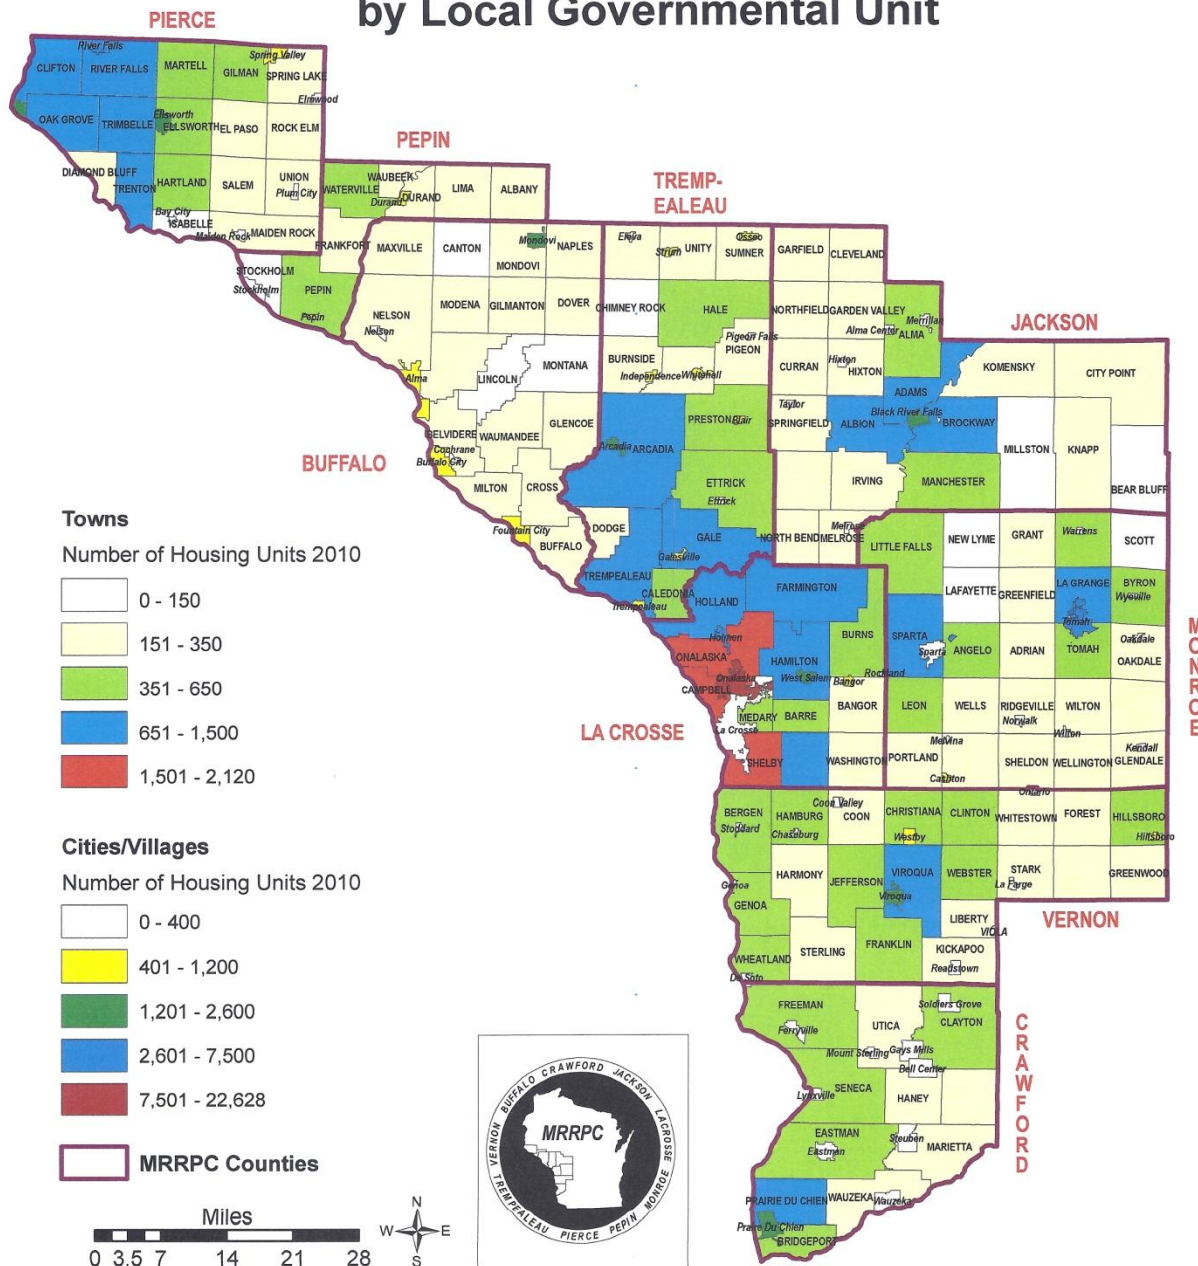 by Local Governmental Unit
PIERCE
River Falls
CLIFTON
RIVER FALLS
MARTELL
GILMAN
Spring Valley
SPRING LAKE
Elmwood
OAK GROVE
TRIMBELLE
Ellsworth
ELLSWORTH
EL PASO
ROCK ELM
DIAMOND BLUFF
TRENTON
HARTLAND
SALEM
UNION
Plum City
Bay City
ISABELLE
Maiden Rock
MAIDEN ROCK
PEPIN
WATERVILLE
WAUBEEK
Durand
DURAND
LIMA
ALBANY
FRANKFORT
STOCKHOLM
Stockholm
PEPIN
Pepin
TREMP-
EALEAU
MAXVILLE
CANTON
Mondovi
MONDOVI
NAPLES
NELSON
Nelson
MODENA
GILMANTON
DOVER
Alma
LINCOLN
MONTANA
BELVIDERE
WAUMANDEE
GLENCOE
Cochrane
Buffalo City
MILTON
CROSS
Fountain City
BUFFALO
BUFFALO
Eleva
Strum
UNITY
Osseo
SUMNER
CHIMNEY ROCK
HALE
Pigeon Falls
PIGEON
BURNSIDE
Independence
Whitehall
Arcadia
ARCADIA
PRESTON
Blair
ETTRICK
Ettrick
DODGE
GALE
Galesville
TREMPEALEAU
CALEDONIA
Trempealeau
JACKSON
GARFIELD
CLEVELAND
NORTHFIELD
GARDEN VALLEY
Alma Center
Merrillan
ALMA
CURRAN
Hixton
HIXTON
KOMENSKY
CITY POINT
ADAMS
Taylor
SPRINGFIELD
ALBION
Black River Falls
BROCKWAY
MILLSTON
KNAPP
IRVING
MANCHESTER
BEAR BLUFF
NORTH BEND
Melrose
MELROSE
LITTLE FALLS
NEW LYME
GRANT
Warrens
SCOTT
LAFAYETTE
GREENFIELD
LA GRANGE
BYRON
Wyeville
Tomah
SPARTA
Sparta
ANGELO
ADRIAN
TOMAH
Oakdale
OAKDALE
LEON
WELLS
RIDGEVILLE
Norwalk
WILTON
Wilton
PORTLAND
Melvina
Cashton
SHELDON
WELLINGTON
Kendall
GLENDALE
Ontario
M
O
N
R
O
E
LA CROSSE
HOLLAND
FARMINGTON
Holmen
ONALASKA
Onalaska
CAMPBELL
HAMILTON
West Salem
BURNS
Rockland
Bangor
BANGOR
MEDARY
BARRE
La Crosse
SHELBY
WASHINGTON
BERGEN
Stoddard
HAMBURG
Chaseburg
Coon Valley
COON
CHRISTIANA
Westby
CLINTON
WHITESTOWN
FOREST
HILLSBORO
Hillsboro
HARMONY
JEFFERSON
VIROQUA
Viroqua
WEBSTER
STARK
La Farge
GREENWOOD
Genoa
GENOA
LIBERTY
VIOLA
VERNON
WHEATLAND
De Soto
STERLING
FRANKLIN
KICKAPOO
Readstown
FREEMAN
Ferryville
UTICA
Soldiers Grove
CLAYTON
Mount Sterling
Gays Mills
Bell Center
Lynxville
SENECA
HANEY
EASTMAN
Eastman
Steuben
MARIETTA
PRAIRIE DU CHIEN
WAUZEKA
Wauzeka
Prairie Du Chien
BRIDGEPORT
C
R
A
W
F
O
R
D
Towns
Number of Housing Units 2010
0 - 150
151 - 350
351 - 650
651 - 1,500
1,501 - 2,120
Cities/Villages
Number of Housing Units 2010
0 - 400
401 - 1,200
1,201 - 2,600
2,601 - 7,500
7,501 - 22,628
MRRPC Counties
Miles
0 3.5 7 14 21 28
N
W E
S
VERNON BUFFALO CRAWFORD JACKSON LACROSSE
MRRPC
TREMPEALEAU PIERCE PEPIN MONROE